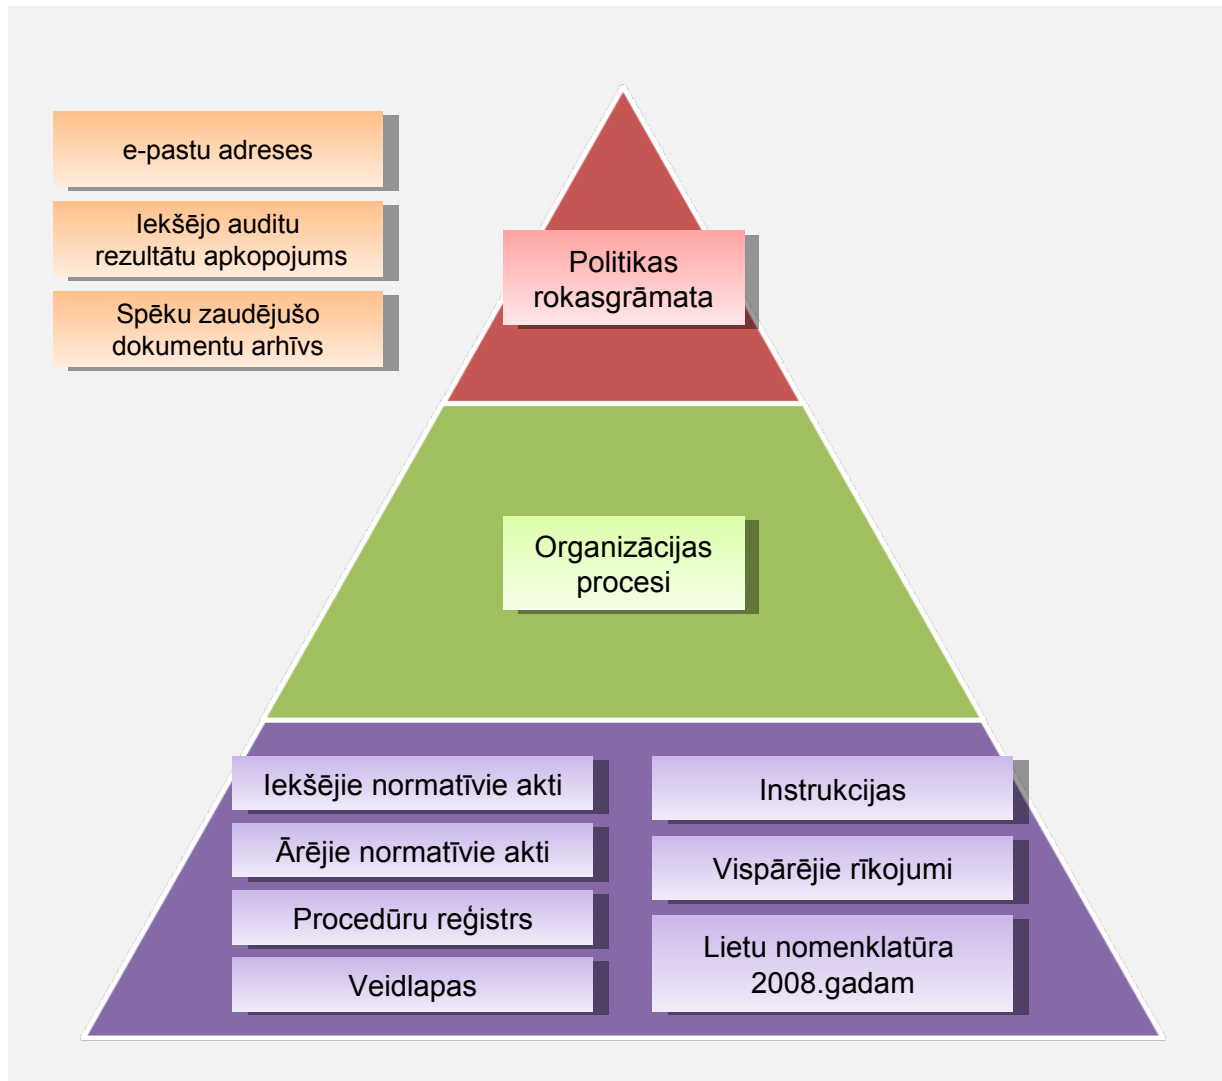 e-pastu adreses
Iekšējo auditu
rezultātu apkopojums
Spēku zaudējušo
dokumentu arhīvs
Politikas
rokasgrāmata
Organizācijas
procesi
Iekšējie normatīvie akti
Ārējie normatīvie akti
Procedūru reģistrs
Veidlapas
Instrukcijas
Vispārējie rīkojumi
Lietu nomenklatūra
2008.gadam